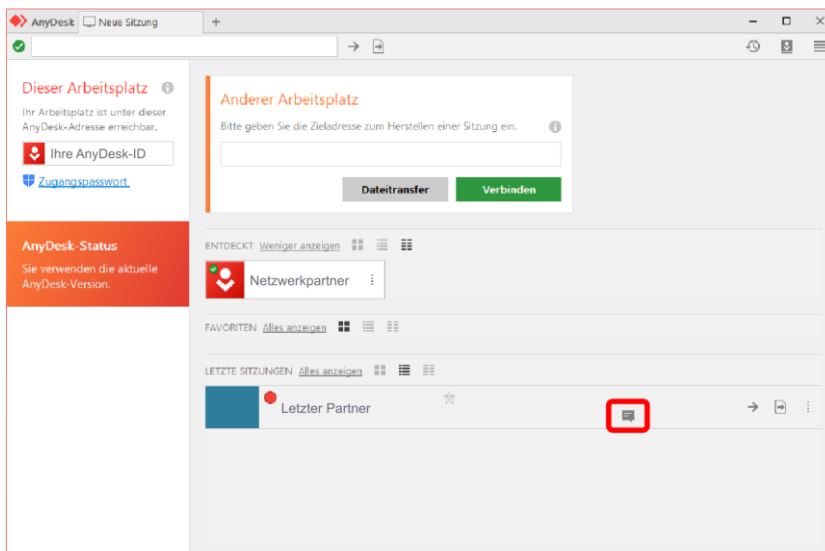 AnyDesk
Neue Sitzung
Dieser Arbeitsplatz
Ihr Arbeitsplatz ist unter dieser
AnyDesk-Adresse erreichbar.
Ihre AnyDesk-ID
Zugangspasswort
AnyDesk-Status
Sie verwenden die aktuelle
AnyDesk-Version.
Anderer Arbeitsplatz
Bitte geben Sie die Zieladresse zum Herstellen einer Sitzung ein.
Dateitransfer
Verbinden
ENTDECKT Weniger anzeigen
Netzwerkpartner
FAVORITEN Alles anzeigen
LETZTE SITZUNGEN Alles anzeigen
Letzter Partner